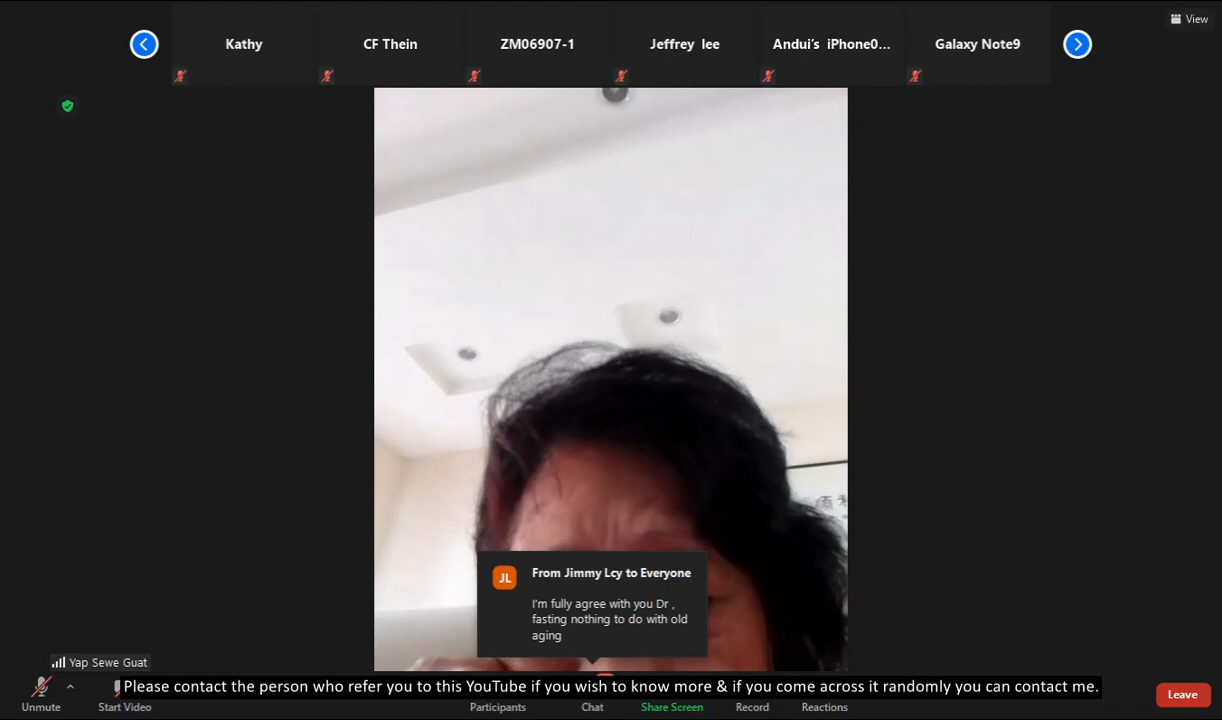 View
Kathy
CF Thein
ZM06907-1
Jeffrey lee
Andui's iPhone0...
Galaxy Note9
JL
From Jimmy Lcy to Everyone
I'm fully agree with you Dr ,
fasting nothing to do with old
aging
Yap Sewe Guat
Please contact the person who refer you to this YouTube if you wish to know more & if you come across it randomly you can contact me.
Unmute
Start Video
Participants
Chat
Share Screen
Record
Reactions
Leave